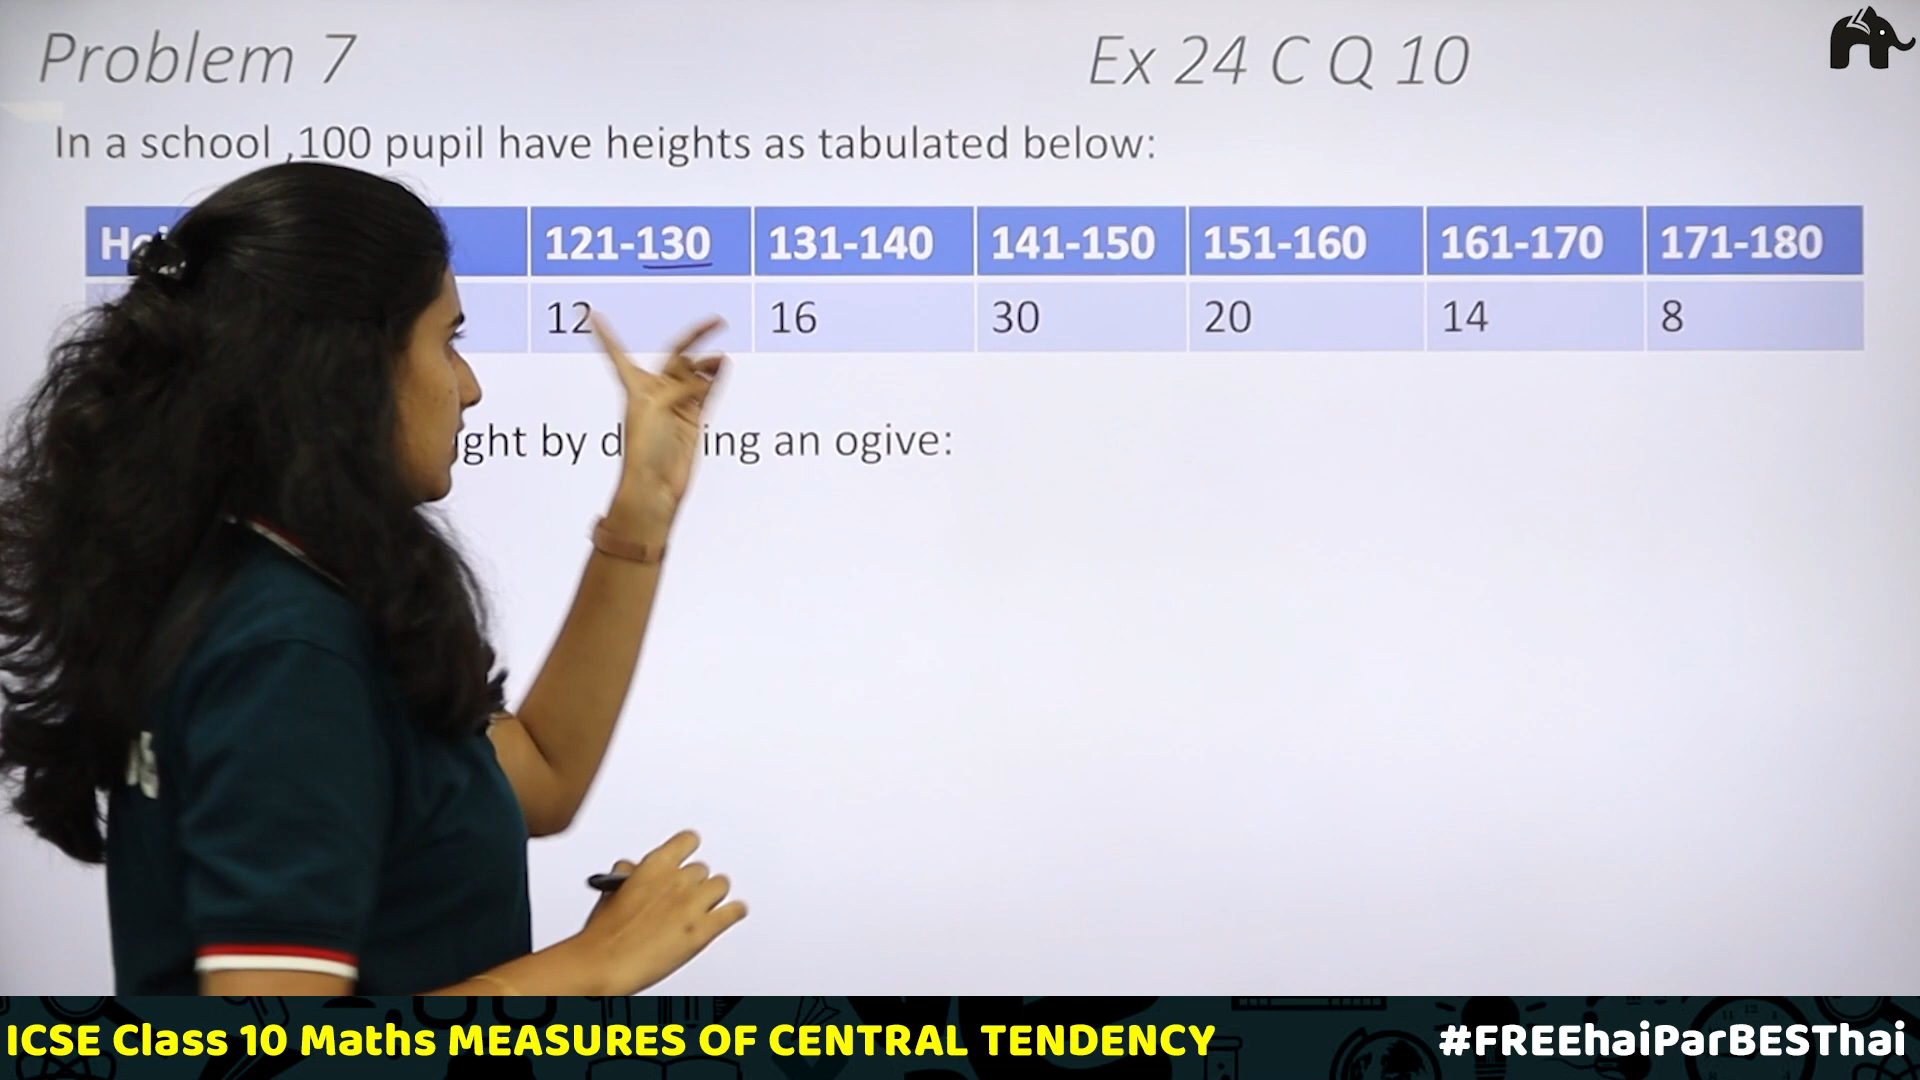 Problem 7
Ex 24 C Q 10
In a school ,100 pupil have heights as tabulated below:
121-130 131-140 141-150 151-160 161-170 171-180
12 16 30 20 14 8
by an ogive:
ICSE Class 10 Maths MEASURES OF CENTRAL TENDENCY
#FREEhaiParBESThai